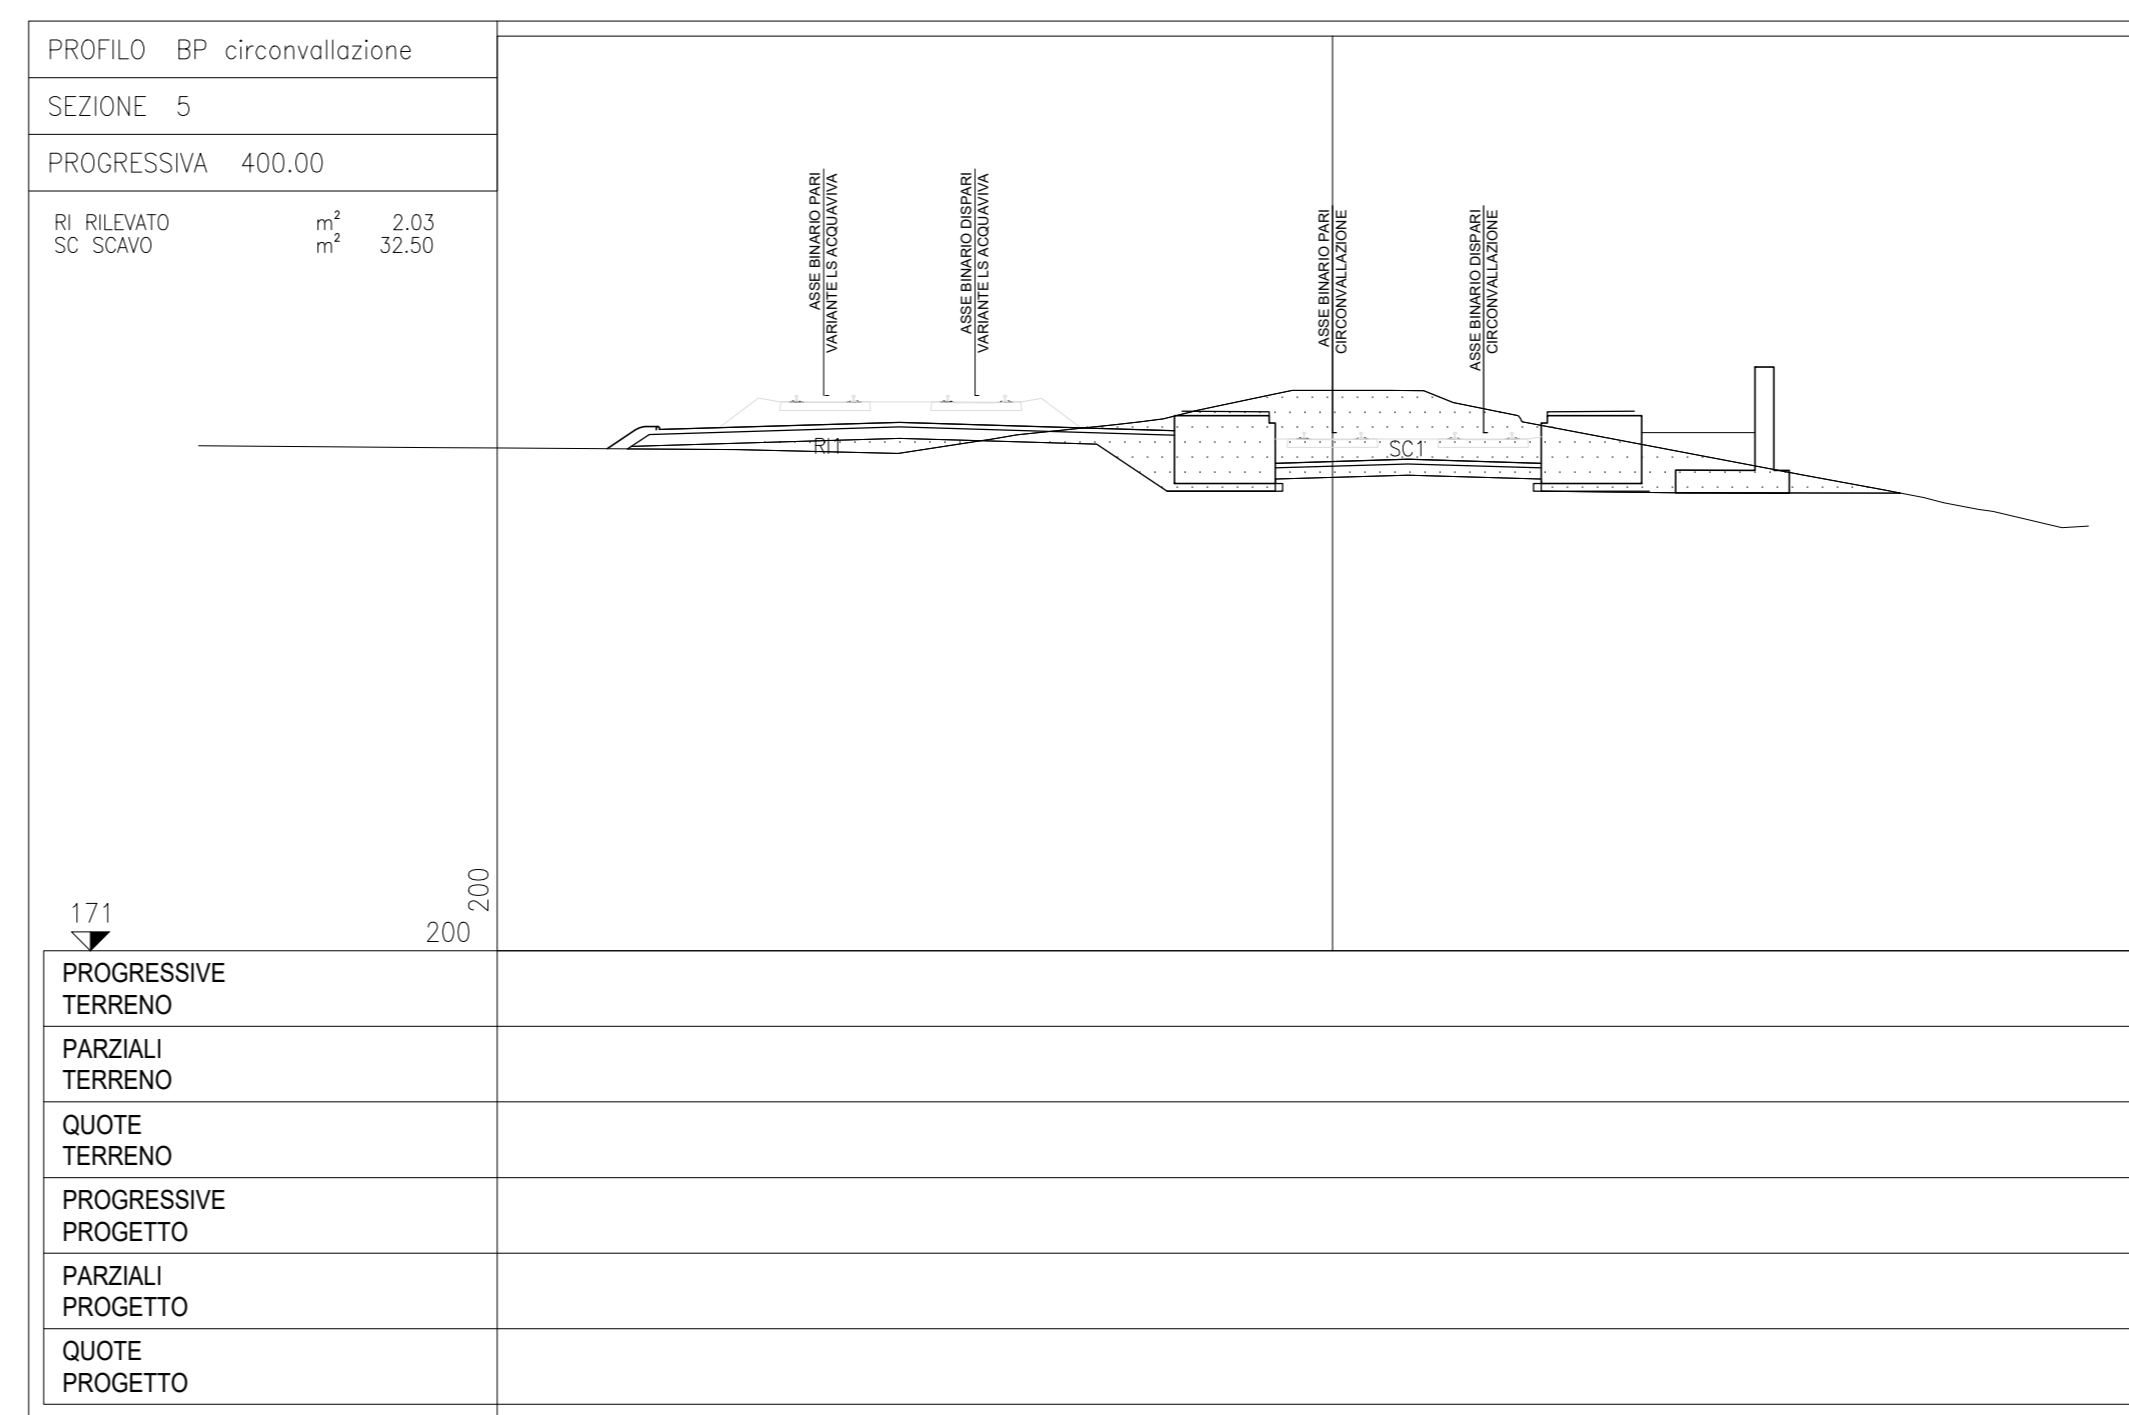 PROFILO BP circonvallazione
SEZIONE 5
PROGRESSIVA 400.00
RI RILEVATO m² 2.03
SC SCAVO m² 32.50
ASSE BINARIO PARI
VARIANTE LS ACQUAVIVA
ASSE BINARIO DISPARI
VARIANTE LS ACQUAVIVA
ASSE BINARIO PARI
CIRCONVALLAZIONE
ASSE BINARIO DISPARI
CIRCONVALLAZIONE
RI1
SC1
171
200
200
PROGRESSIVE
TERRENO
PARZIALI
TERRENO
QUOTE
TERRENO
PROGRESSIVE
PROGETTO
PARZIALI
PROGETTO
QUOTE
PROGETTO